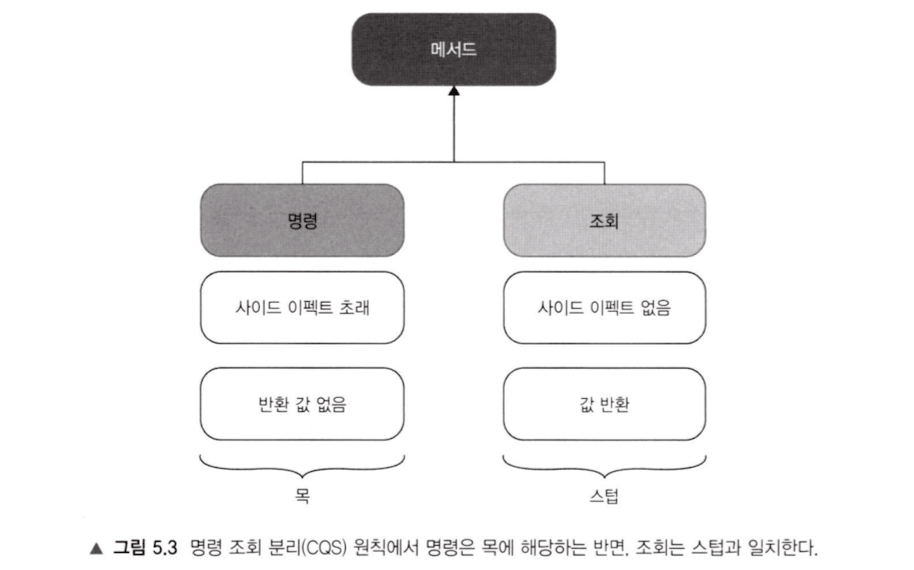 메서드
명령
조회
사이드 이펙트 초래
사이드 이펙트 없음
반환 값 없음
값 반환
목
스텁
▲ 그림 5.3 명령 조회 분리(CQS) 원칙에서 명령은 목에 해당하는 반면, 조회는 스텁과 일치한다.